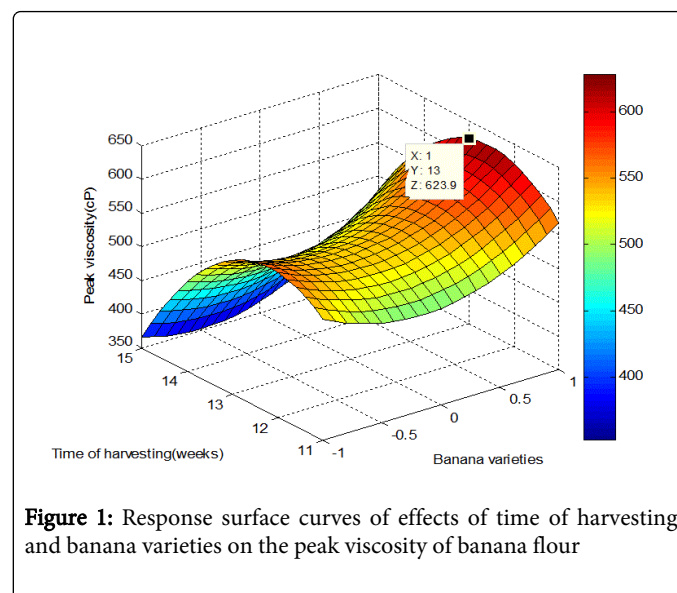 650
600
550
500
450
400
350
Peak viscosity(cP)
15
14
13
12
11
Time of harvesting(weeks)
-1
-0.5
0
0.5
1
Banana varieties
X: 1
Y: 13
Z: 623.9
600
550
500
450
400
Figure 1: Response surface curves of effects of time of harvesting
and banana varieties on the peak viscosity of banana flour